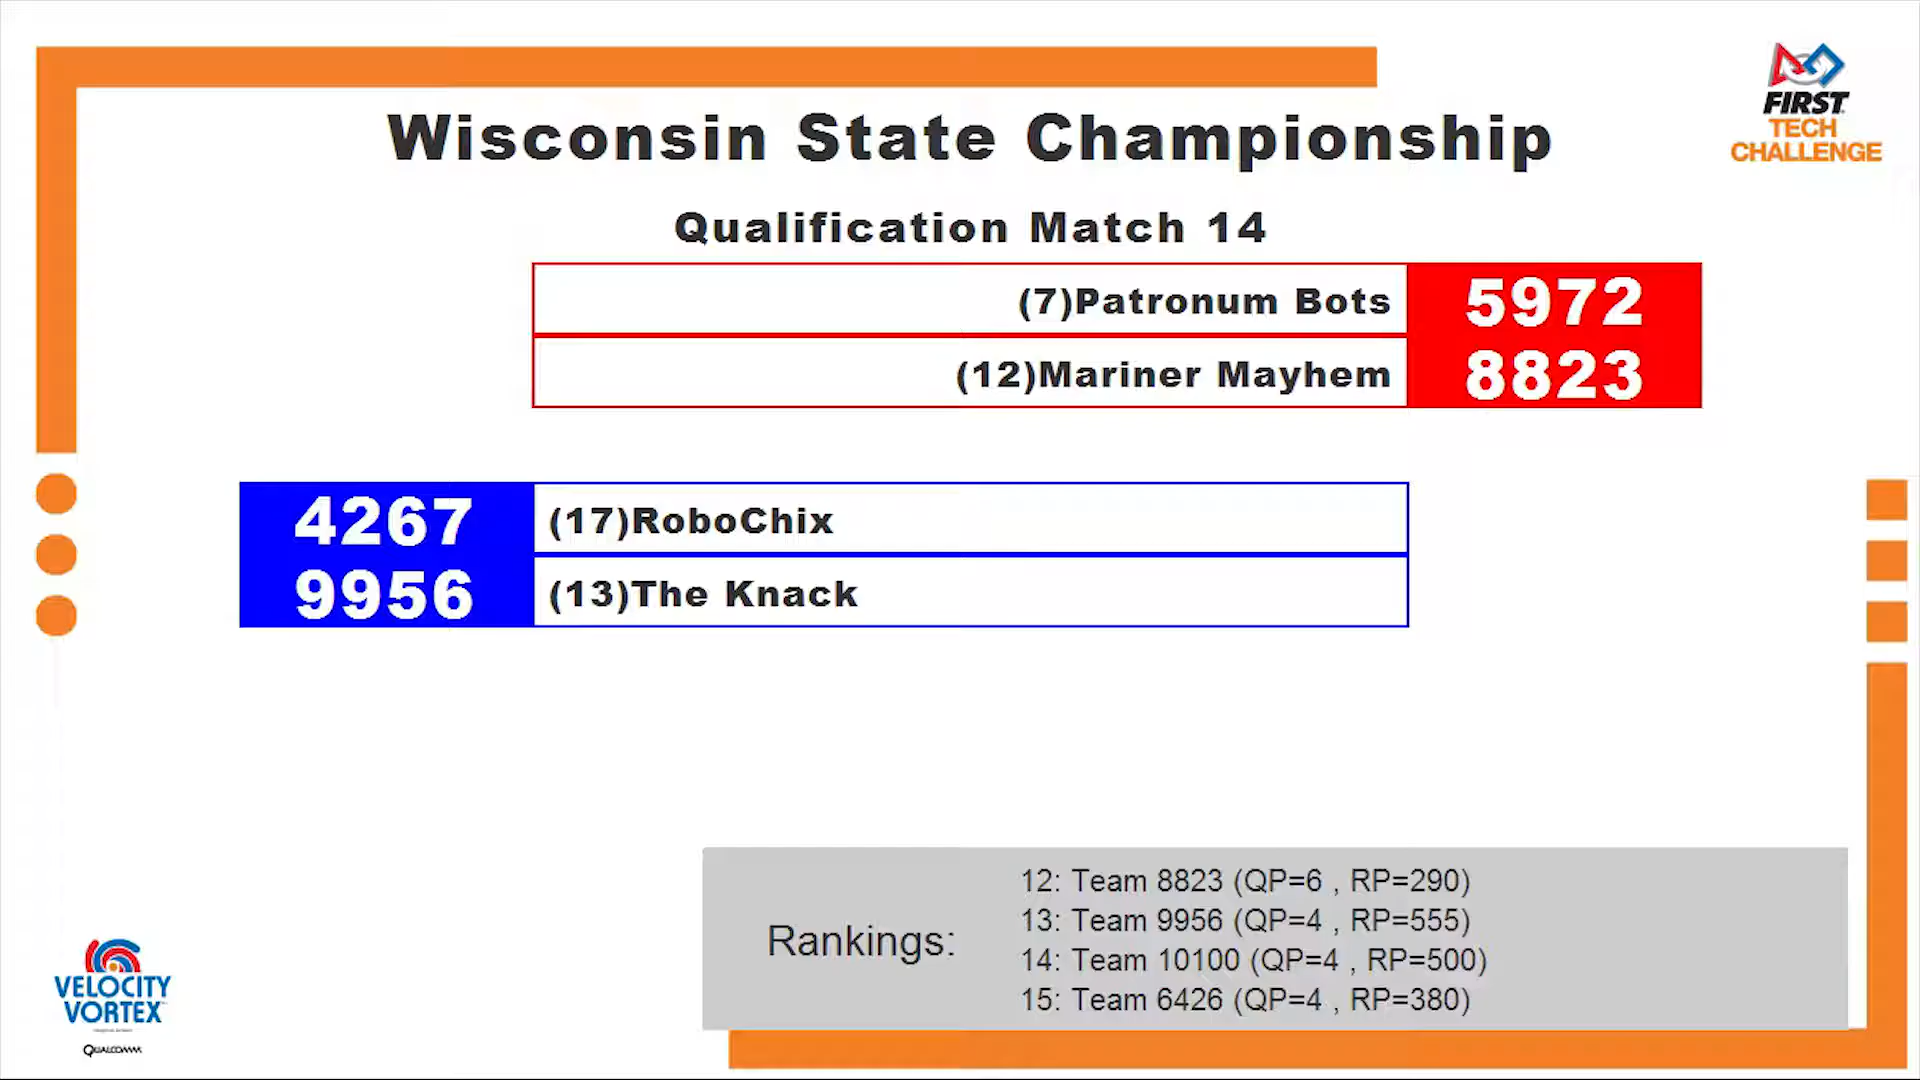 FIRST
TECH
CHALLENGE
Wisconsin State Championship
Qualification Match 14
(7)Patronum Bots 5972
(12)Mariner Mayhem 8823
4267 (17)RoboChix
9956 (13)The Knack
Rankings:
12: Team 8823 (QP=6 , RP=290)
13: Team 9956 (QP=4 , RP=555)
14: Team 10100 (QP=4 , RP=500)
15: Team 6426 (QP=4 , RP=380)
VELOCITY
VORTEX
QUALCOMM